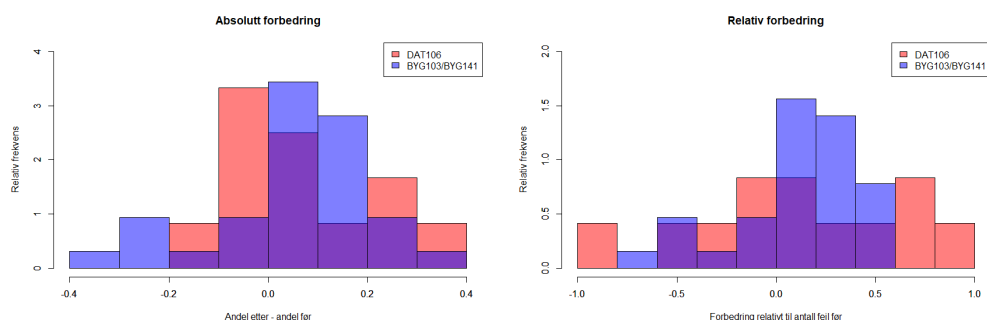 Absolutt forbedring
DAT106
BYG103/BYG141
Relativ frekvens
0
1
2
3
4
-0.4
-0.2
0.0
0.2
0.4
Andel etter - andel før
Relativ forbedring
DAT106
BYG103/BYG141
Relativ frekvens
0.0
0.5
1.0
1.5
2.0
-1.0
-0.5
0.0
0.5
1.0
Forbedring relativt til antall feil før